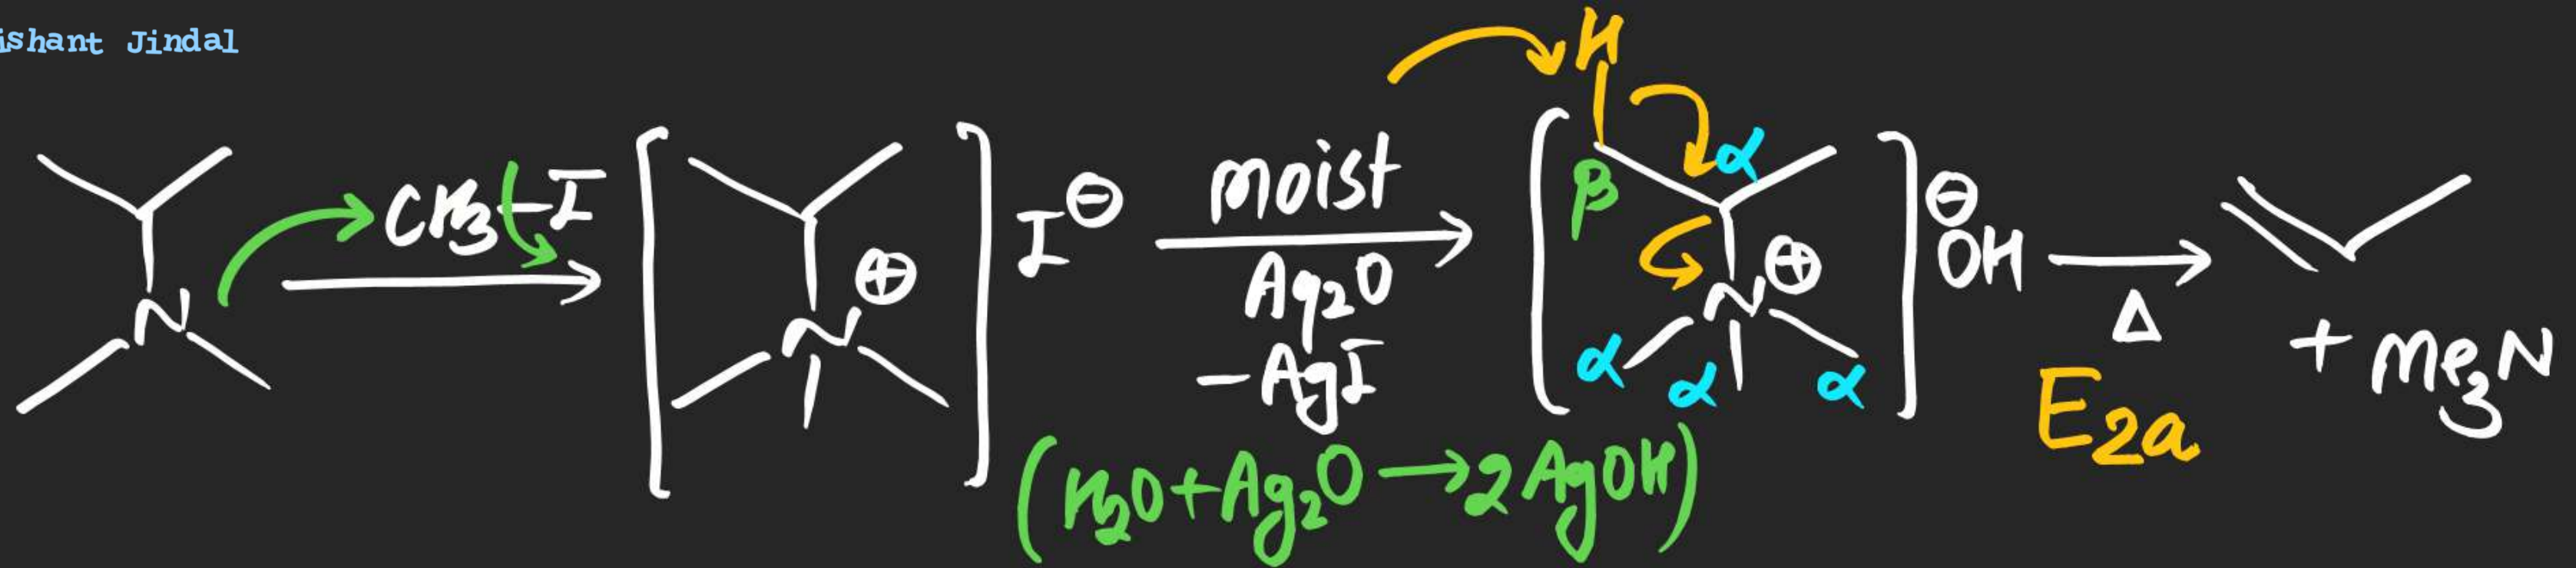 ishant Jindal
N
CH3-I
N ⊕
I⊖
moist
Ag2O
-AgI
(H2O+Ag2O→2AgOH)
H
β
α
N ⊕
α α α
⊖
OH
Δ
E2a
+ Me3N